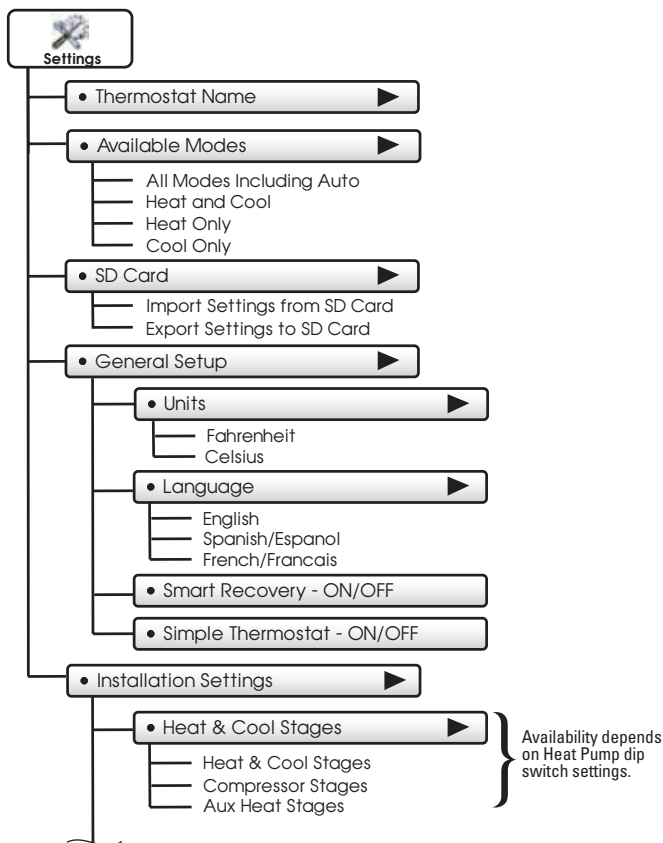 Settings
• Thermostat Name
• Available Modes
All Modes Including Auto
Heat and Cool
Heat Only
Cool Only
• SD Card
Import Settings from SD Card
Export Settings to SD Card
• General Setup
• Units
Fahrenheit
Celsius
• Language
English
Spanish/Espanol
French/Francais
• Smart Recovery - ON/OFF
• Simple Thermostat - ON/OFF
• Installation Settings
• Heat & Cool Stages
Heat & Cool Stages
Compressor Stages
Aux Heat Stages
Availability depends
on Heat Pump dip
switch settings.